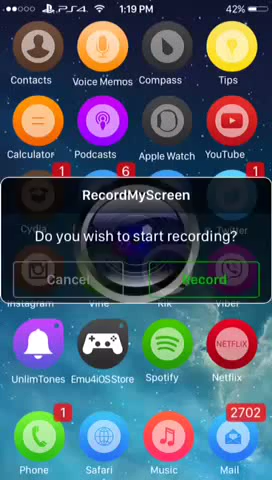 PS4 1:19 PM 42%
Contacts Voice Memos Compass Tips
Calculator Podcasts Apple Watch YouTube
1 6 1
RecordMyScreen
Cydia Twitter
Do you wish to start recording?
Cancel Record
Instagram Vine Kik Viber
NETFLIX
UnlimTones Emu4iOSStore Spotify Netflix
1 2702
Phone Safari Music Mail